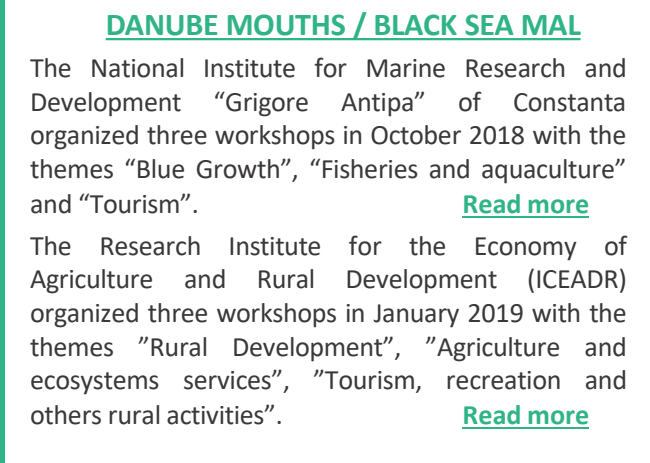 DANUBE MOUTHS / BLACK SEA MAL
The National Institute for Marine Research and
Development “Grigore Antipa” of Constanta
organized three workshops in October 2018 with the
themes “Blue Growth”, “Fisheries and aquaculture”
and “Tourism”. Read more
The Research Institute for the Economy of
Agriculture and Rural Development (ICEADR)
organized three workshops in January 2019 with the
themes ”Rural Development”, ”Agriculture and
ecosystems services”, ”Tourism, recreation and
others rural activities”. Read more